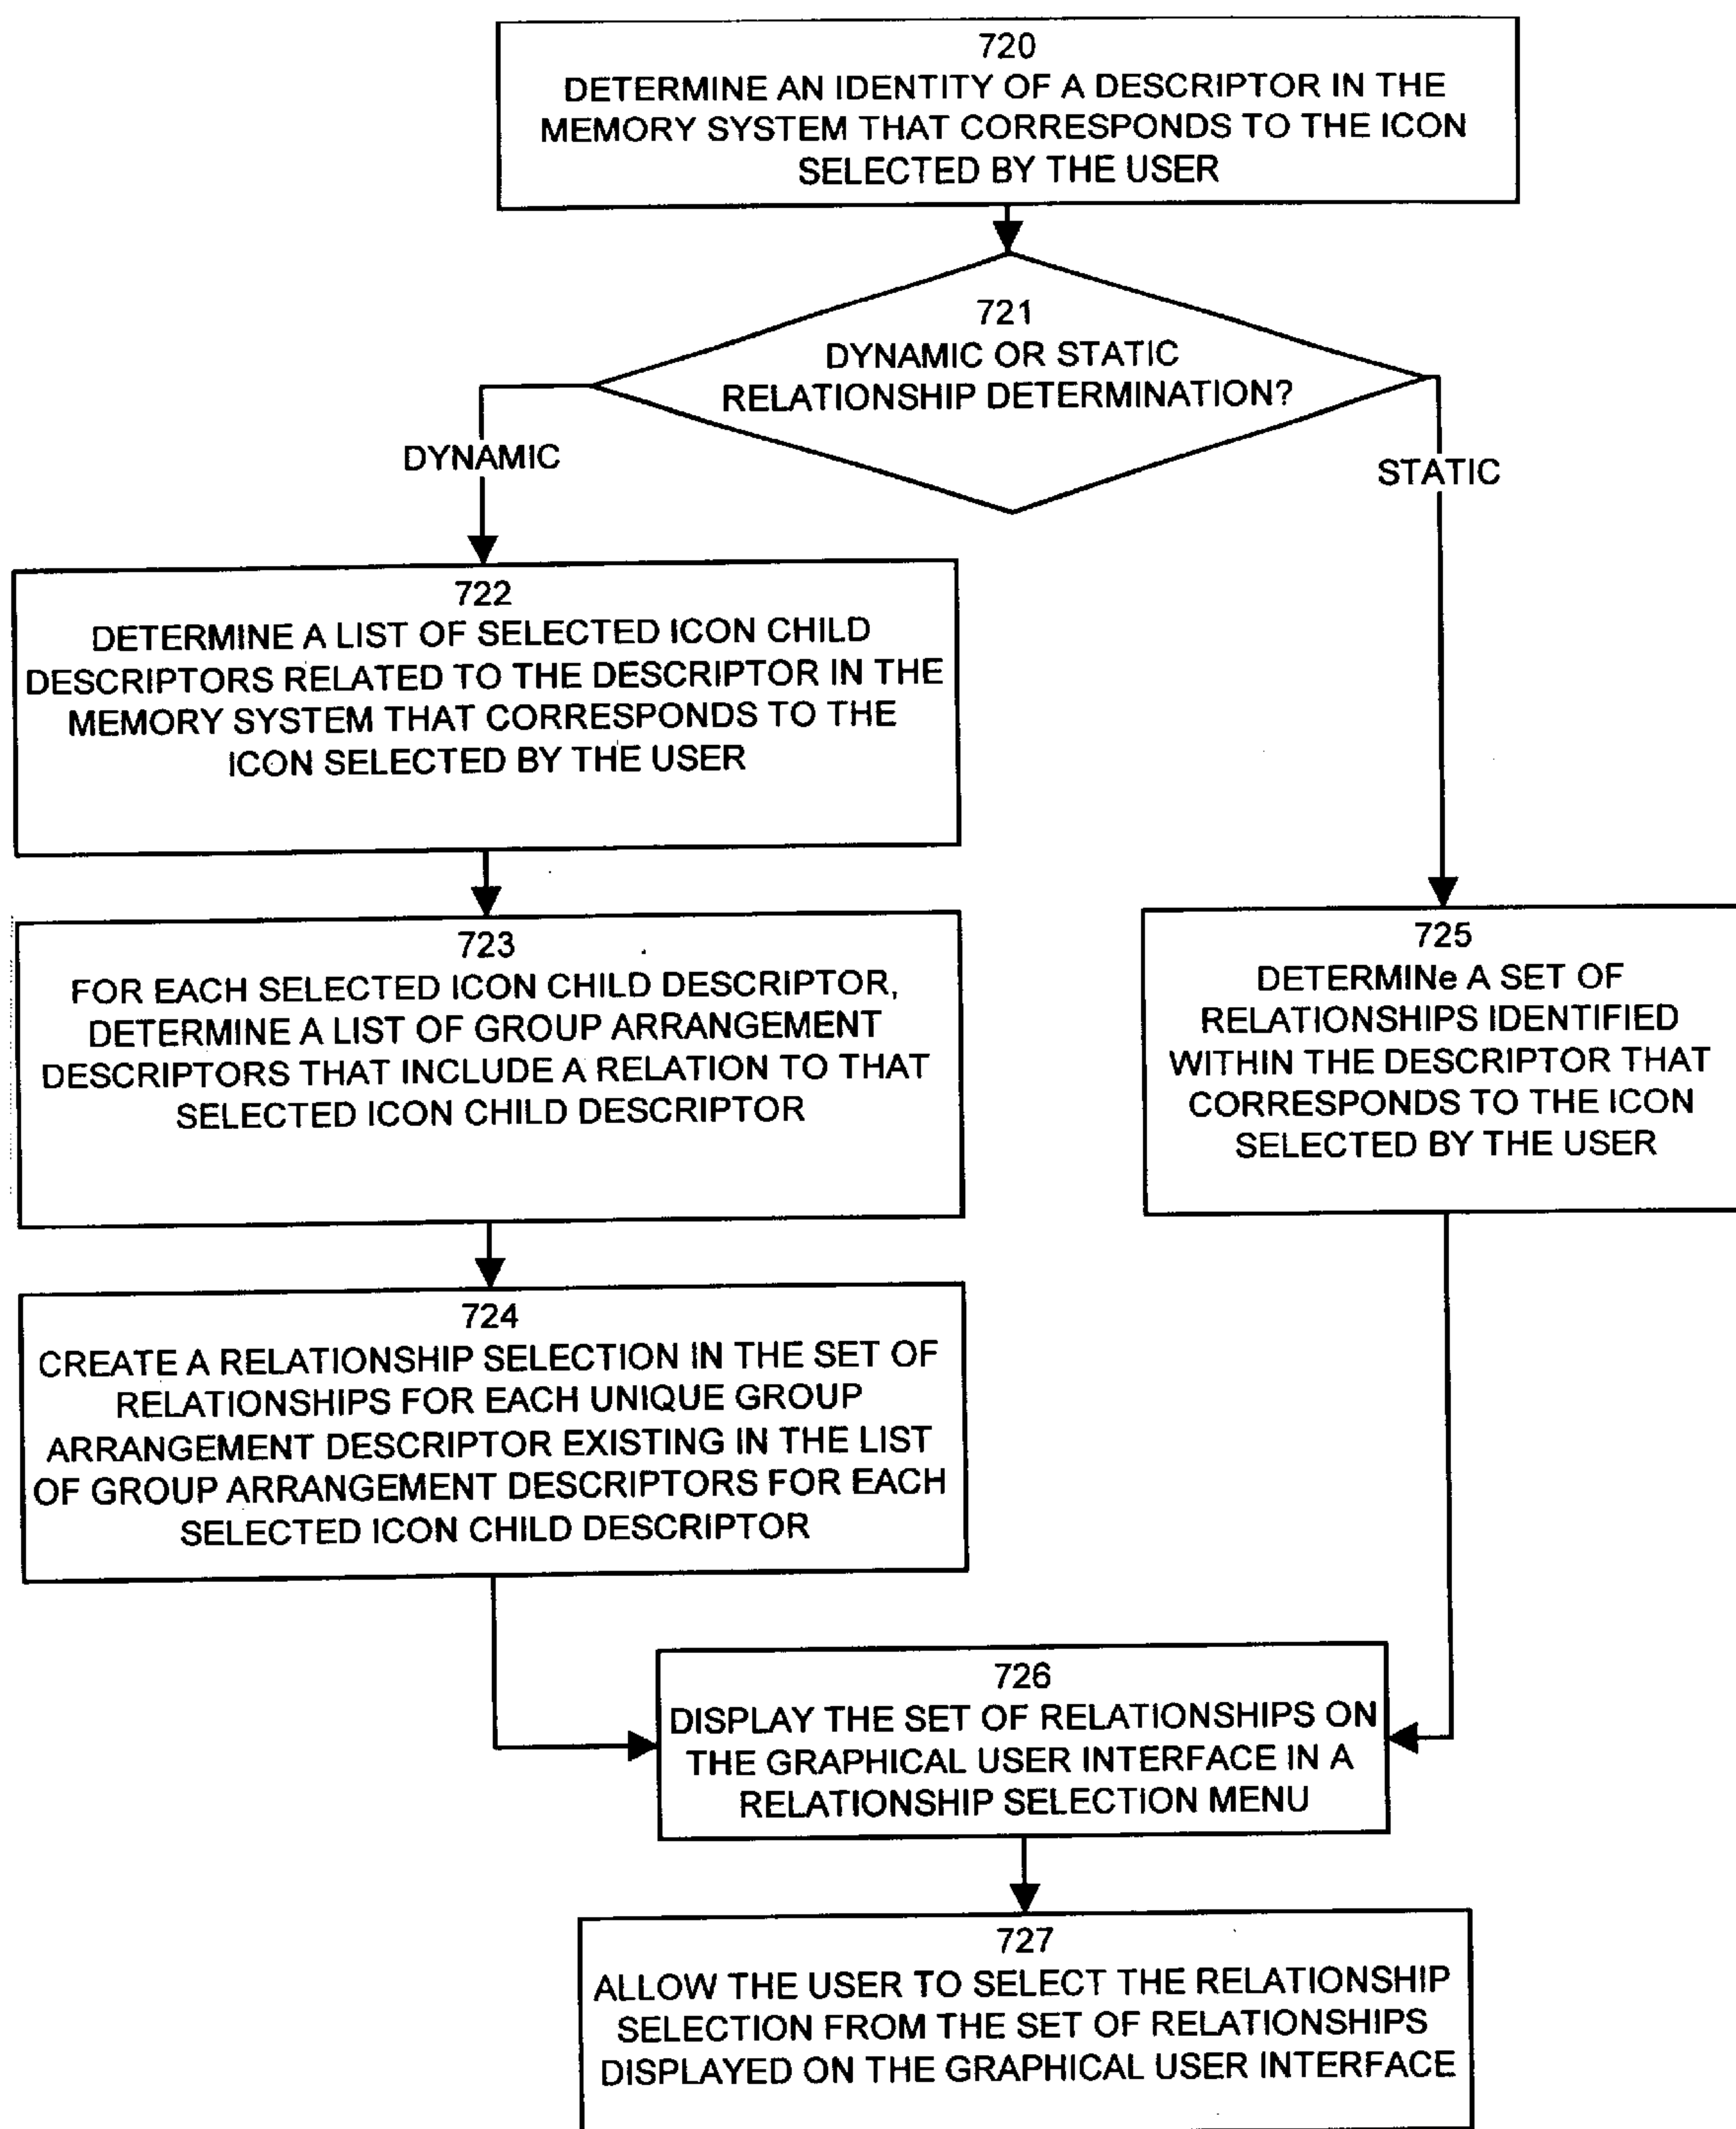 720
DETERMINE AN IDENTITY OF A DESCRIPTOR IN THE
MEMORY SYSTEM THAT CORRESPONDS TO THE ICON
SELECTED BY THE USER
721
DYNAMIC OR STATIC
RELATIONSHIP DETERMINATION?
DYNAMIC
STATIC
722
DETERMINE A LIST OF SELECTED ICON CHILD
DESCRIPTORS RELATED TO THE DESCRIPTOR IN THE
MEMORY SYSTEM THAT CORRESPONDS TO THE
ICON SELECTED BY THE USER
723
FOR EACH SELECTED ICON CHILD DESCRIPTOR,
DETERMINE A LIST OF GROUP ARRANGEMENT
DESCRIPTORS THAT INCLUDE A RELATION TO THAT
SELECTED ICON CHILD DESCRIPTOR
725
DETERMINe A SET OF
RELATIONSHIPS IDENTIFIED
WITHIN THE DESCRIPTOR THAT
CORRESPONDS TO THE ICON
SELECTED BY THE USER
724
CREATE A RELATIONSHIP SELECTION IN THE SET OF
RELATIONSHIPS FOR EACH UNIQUE GROUP
ARRANGEMENT DESCRIPTOR EXISTING IN THE LIST
OF GROUP ARRANGEMENT DESCRIPTORS FOR EACH
SELECTED ICON CHILD DESCRIPTOR
726
DISPLAY THE SET OF RELATIONSHIPS ON
THE GRAPHICAL USER INTERFACE IN A
RELATIONSHIP SELECTION MENU
727
ALLOW THE USER TO SELECT THE RELATIONSHIP
SELECTION FROM THE SET OF RELATIONSHIPS
DISPLAYED ON THE GRAPHICAL USER INTERFACE